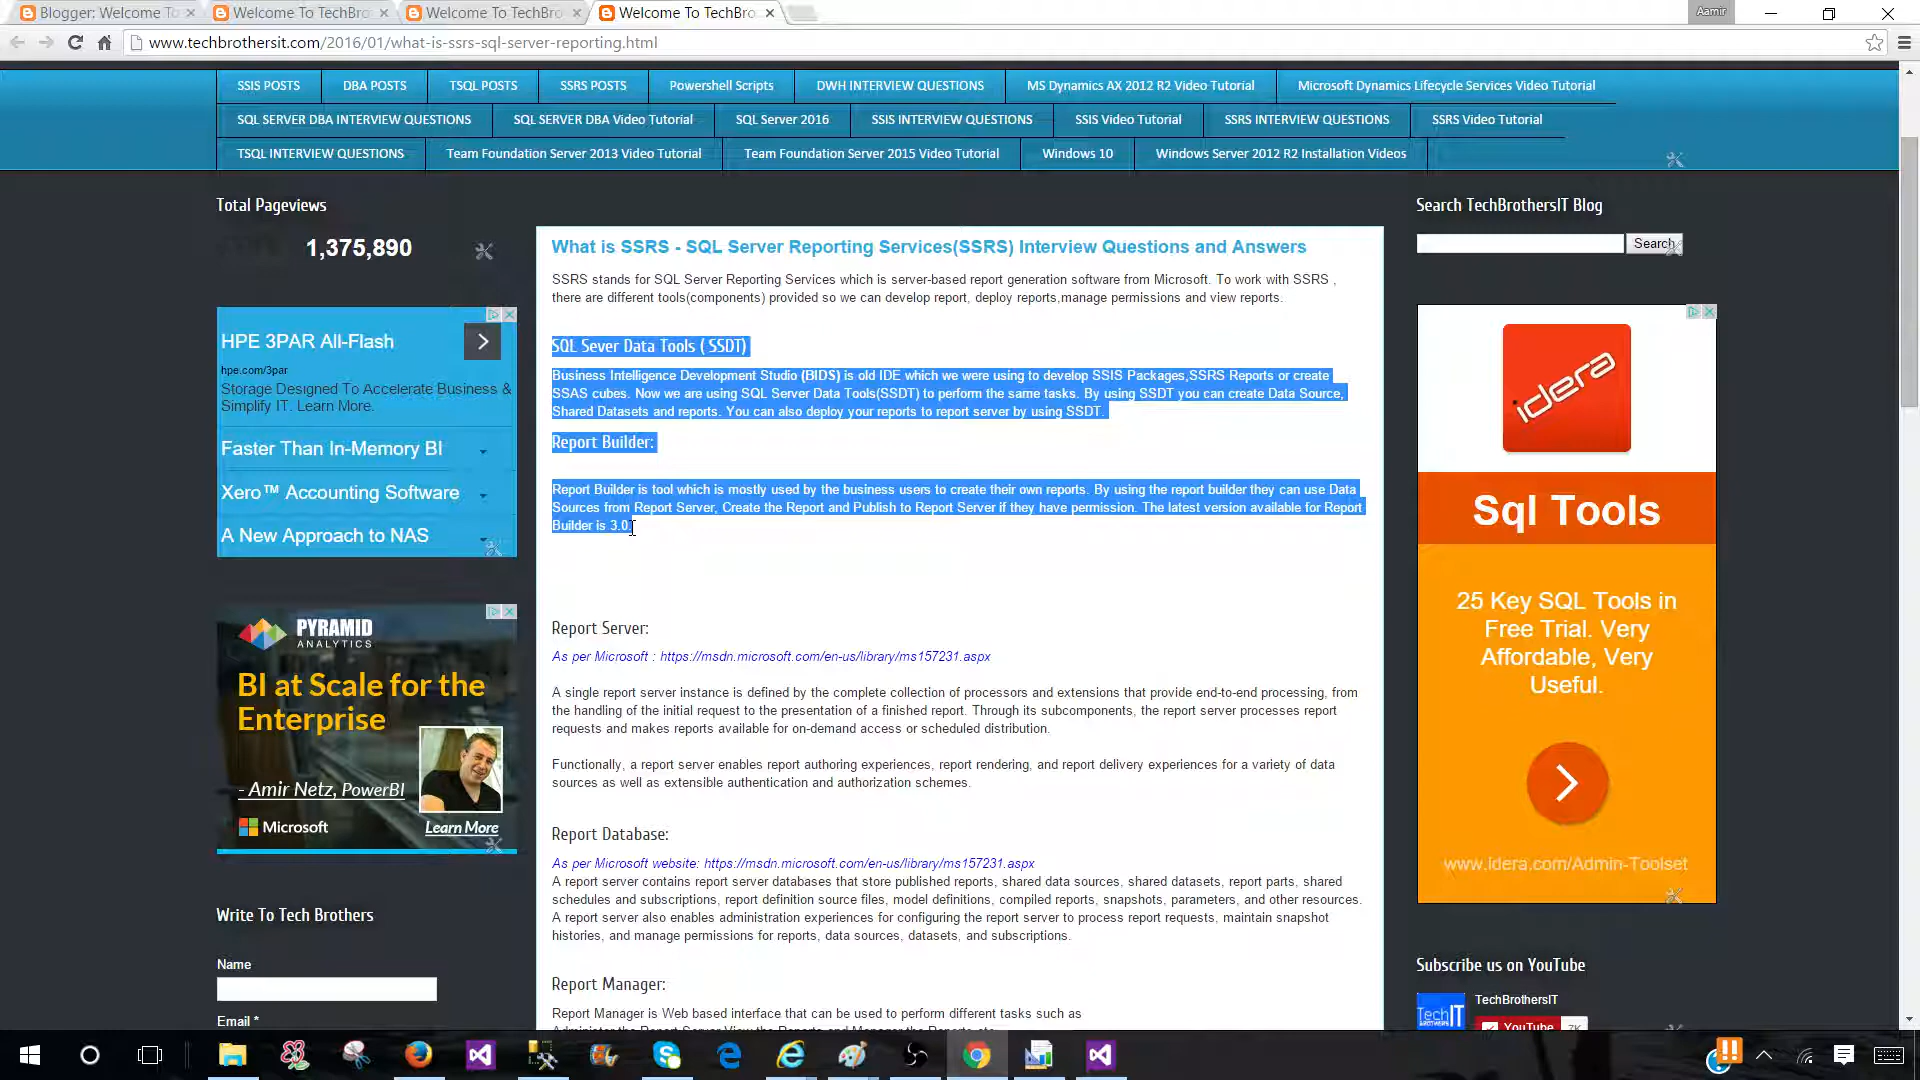 Blogger: Welcome To
Welcome To TechBro
Welcome To TechBro
Welcome To TechBro
Aamir
www.techbrothersit.com/2016/01/what-is-ssrs-sql-server-reporting.html
SSIS POSTS
DBA POSTS
TSQL POSTS
SSRS POSTS
Powershell Scripts
DWH INTERVIEW QUESTIONS
MS Dynamics AX 2012 R2 Video Tutorial
Microsoft Dynamics Lifecycle Services Video Tutorial
SQL SERVER DBA INTERVIEW QUESTIONS
SQL SERVER DBA Video Tutorial
SQL Server 2016
SSIS INTERVIEW QUESTIONS
SSIS Video Tutorial
SSRS INTERVIEW QUESTIONS
SSRS Video Tutorial
TSQL INTERVIEW QUESTIONS
Team Foundation Server 2013 Video Tutorial
Team Foundation Server 2015 Video Tutorial
Windows 10
Windows Server 2012 R2 Installation Videos
Total Pageviews
1,375,890
HPE 3PAR All-Flash
hpe.com/3par
Storage Designed To Accelerate Business &
Simplify IT. Learn More.
Faster Than In-Memory BI
Xero™ Accounting Software
A New Approach to NAS
PYRAMID
ANALYTICS
BI at Scale for the
Enterprise
- Amir Netz, PowerBI
Microsoft
Learn More
Write To Tech Brothers
Name
Email *
What is SSRS - SQL Server Reporting Services(SSRS) Interview Questions and Answers
SSRS stands for SQL Server Reporting Services which is server-based report generation software from Microsoft. To work with SSRS ,
there are different tools(components) provided so we can develop report, deploy reports,manage permissions and view reports.
SQL Sever Data Tools ( SSDT)
Business Intelligence Development Studio (BIDS) is old IDE which we were using to develop SSIS Packages,SSRS Reports or create
SSAS cubes. Now we are using SQL Server Data Tools(SSDT) to perform the same tasks. By using SSDT you can create Data Source,
Shared Datasets and reports. You can also deploy your reports to report server by using SSDT.
Report Builder:
Report Builder is tool which is mostly used by the business users to create their own reports. By using the report builder they can use Data
Sources from Report Server, Create the Report and Publish to Report Server if they have permission. The latest version available for Report
Builder is 3.0.
Report Server:
As per Microsoft : https://msdn.microsoft.com/en-us/library/ms157231.aspx
A single report server instance is defined by the complete collection of processors and extensions that provide end-to-end processing, from
the handling of the initial request to the presentation of a finished report. Through its subcomponents, the report server processes report
requests and makes reports available for on-demand access or scheduled distribution.
Functionally, a report server enables report authoring experiences, report rendering, and report delivery experiences for a variety of data
sources as well as extensible authentication and authorization schemes.
Report Database:
As per Microsoft website: https://msdn.microsoft.com/en-us/library/ms157231.aspx
A report server contains report server databases that store published reports, shared data sources, shared datasets, report parts, shared
schedules and subscriptions, report definition source files, model definitions, compiled reports, snapshots, parameters, and other resources.
A report server also enables administration experiences for configuring the report server to process report requests, maintain snapshot
histories, and manage permissions for reports, data sources, datasets, and subscriptions.
Report Manager:
Report Manager is Web based interface that can be used to perform different tasks such as
Search TechBrothersIT Blog
Search
idera
Sql Tools
25 Key SQL Tools in
Free Trial. Very
Affordable, Very
Useful.
www.idera.com/Admin-Toolset
Subscribe us on YouTube
TechBrothersIT
YouTube 7K